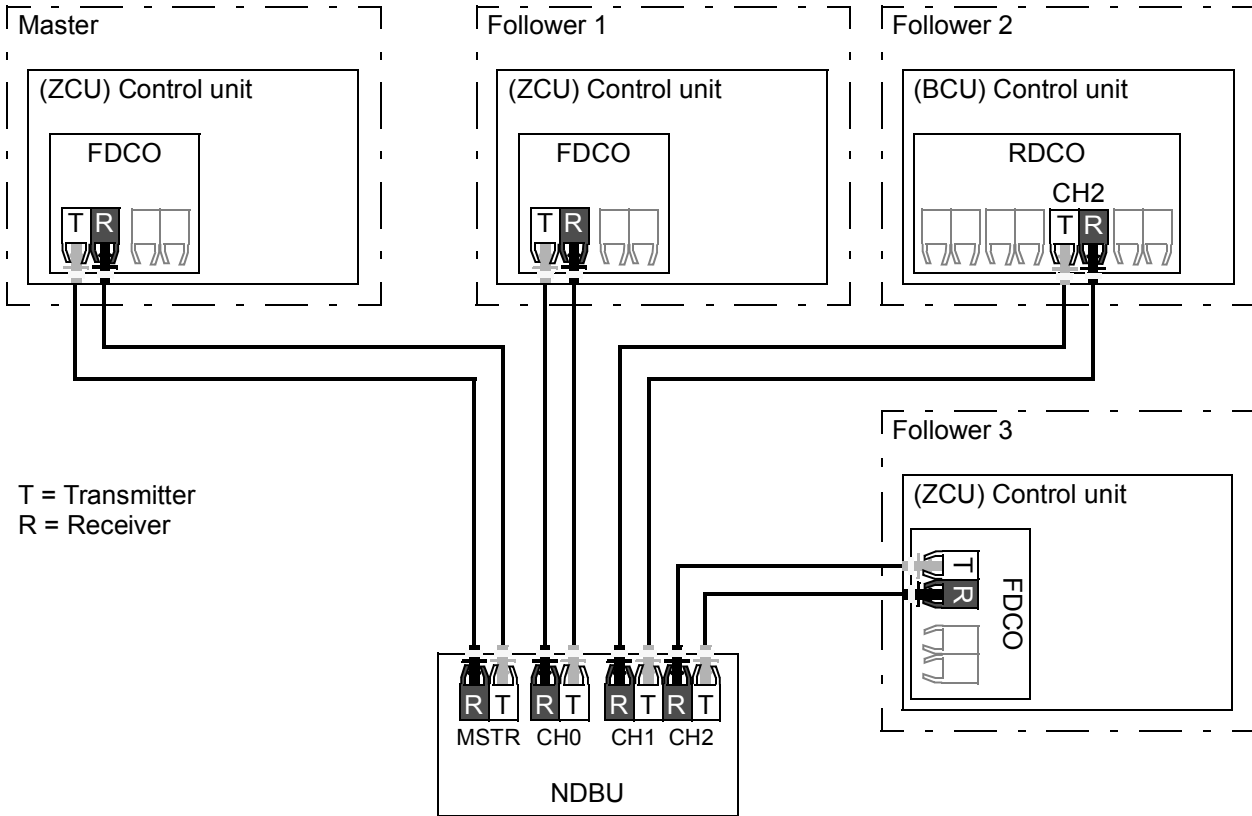 Master
(ZCU) Control unit
FDCO
T R
Follower 1
(ZCU) Control unit
FDCO
T R
Follower 2
(BCU) Control unit
RDCO
CH2
T R
Follower 3
(ZCU) Control unit
T
R
FDCO
T = Transmitter
R = Receiver
R T R T R T R T
MSTR CH0 CH1 CH2
NDBU